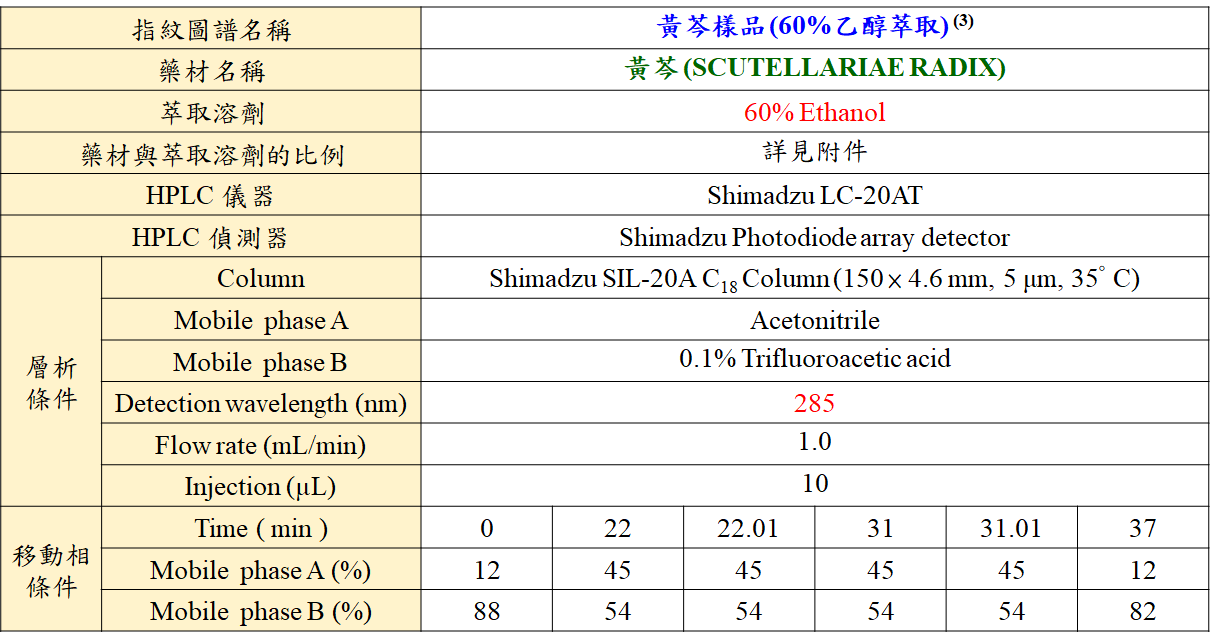 指紋圖譜名稱 黃芩樣品(60%乙醇萃取)(3)
藥材名稱 黃芩(SCUTELLARIAE RADIX)
萃取溶劑 60% Ethanol
藥材與萃取溶劑的比例 詳見附件
HPLC 儀器 Shimadzu LC-20AT
HPLC 偵測器 Shimadzu Photodiode array detector
層析條件
Column Shimadzu SIL-20A C18 Column (150 × 4.6 mm, 5 μm, 35° C)
Mobile phase A Acetonitrile
Mobile phase B 0.1% Trifluoroacetic acid
Detection wavelength (nm) 285
Flow rate (mL/min) 1.0
Injection (μL) 10
移動相條件
Time ( min ) 0 22 22.01 31 31.01 37
Mobile phase A (%) 12 45 45 45 45 12
Mobile phase B (%) 88 54 54 54 54 82